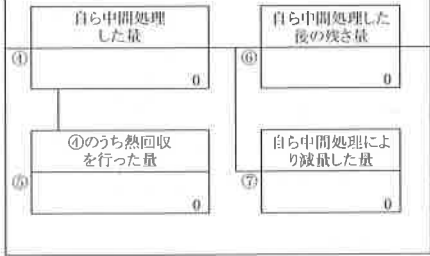 自ら中間処理
した量
④
0
自ら中間処理した
後の残さ量
⑥
0
④のうち熱回収
を行った量
⑤
0
自ら中間処理によ
り減量した量
⑦
0